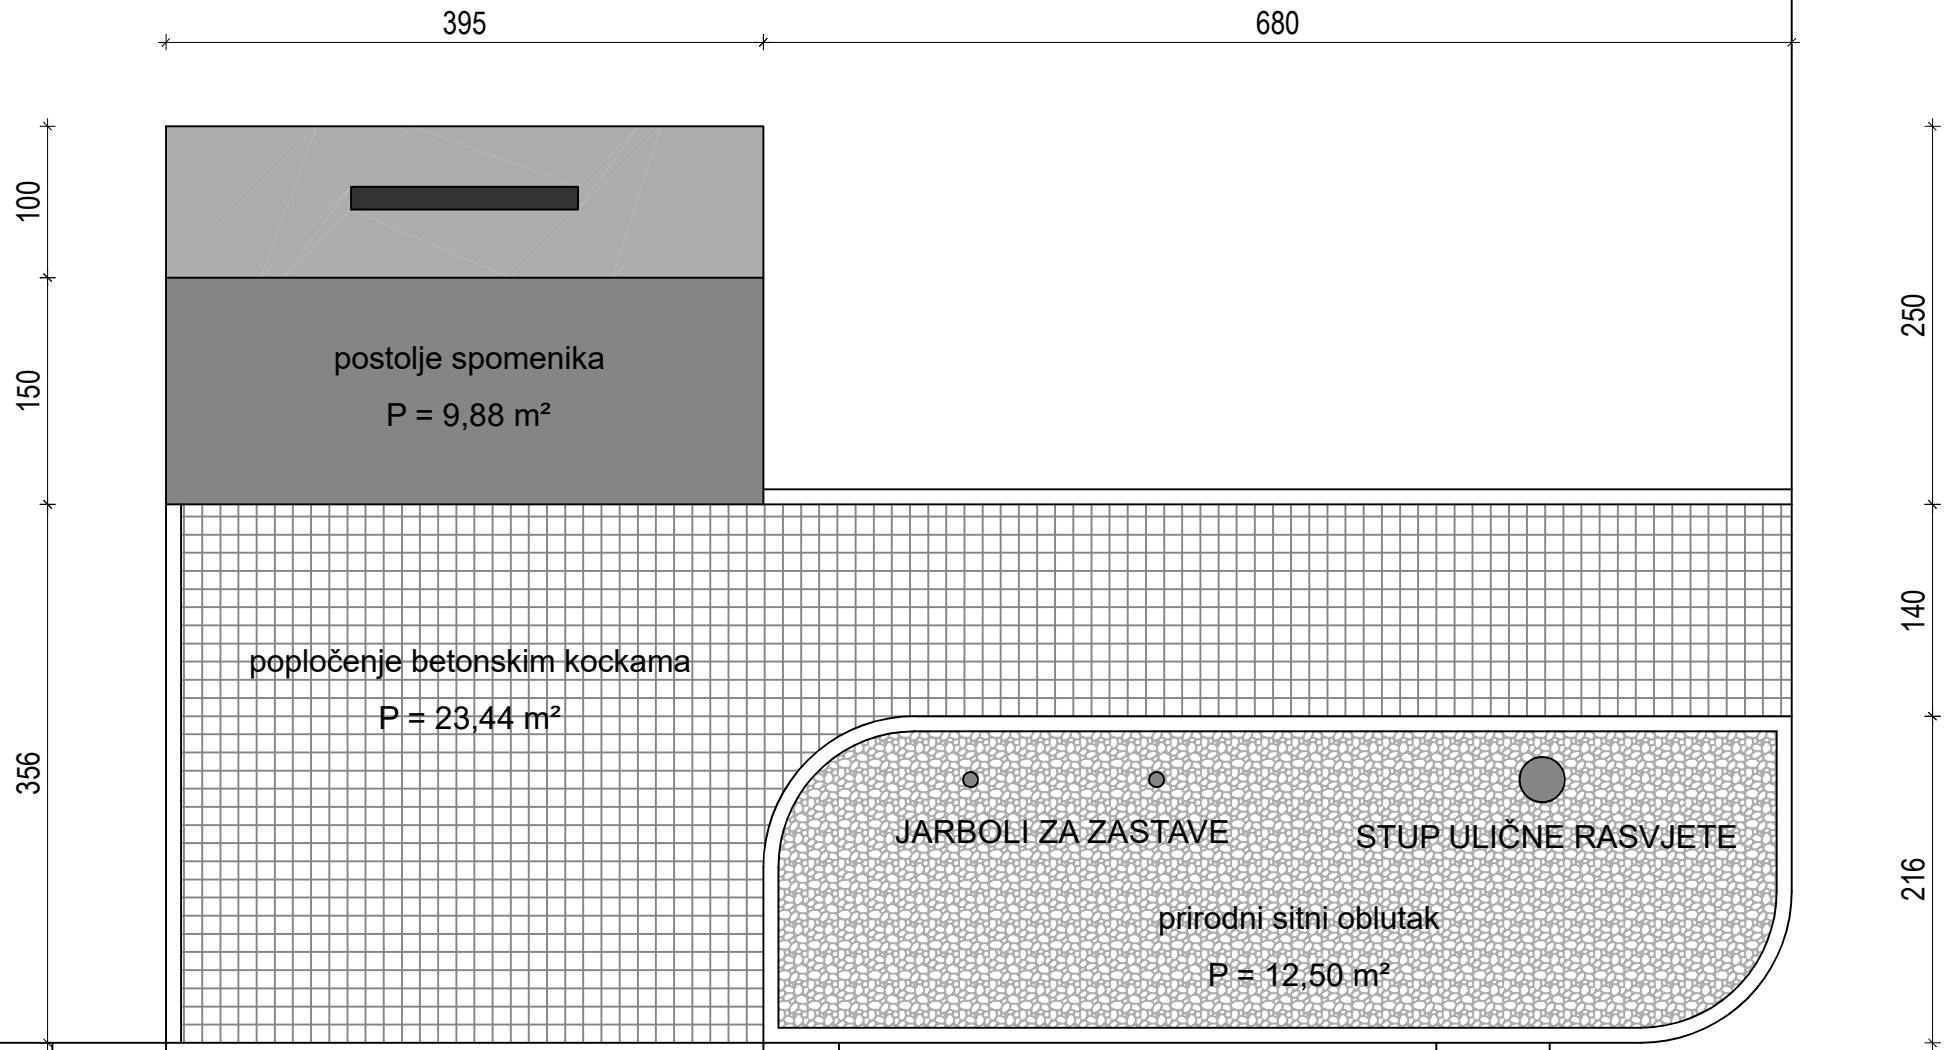 395
680
100
150
356
250
140
216
postolje spomenika
P = 9,88 m²
popločenje betonskim kockama
P = 23,44 m²
JARBOLI ZA ZASTAVE
STUP ULIČNE RASVJETE
prirodni sitni oblutak
P = 12,50 m²